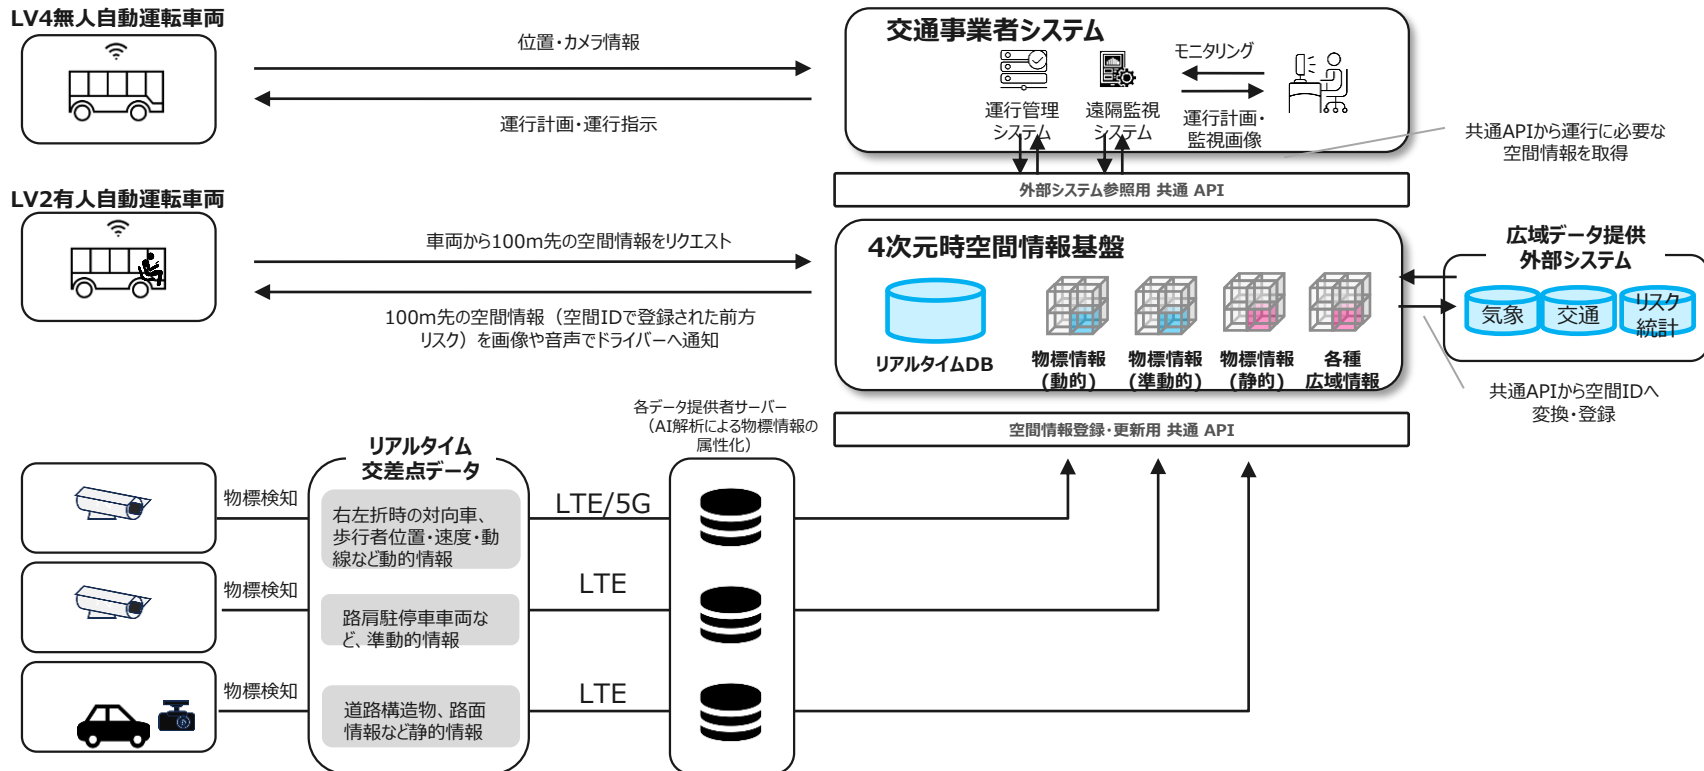 LV4無人自動運転車両
位置・カメラ情報
運行計画・運行指示
交通事業者システム
運行管理
システム
遠隔監視
システム
モニタリング
運行計画・
監視画像
共通APIから運行に必要な
空間情報を取得
外部システム参照用 共通 API
LV2有人自動運転車両
車両から100m先の空間情報をリクエスト
100m先の空間情報（空間IDで登録された前方
リスク）を画像や音声でドライバーへ通知
4次元時空間情報基盤
リアルタイムDB
物標情報
(動的)
物標情報
(準動的)
物標情報
(静的)
各種
広域情報
広域データ提供
外部システム
気象
交通
リスク
統計
共通APIから空間IDへ
変換・登録
空間情報登録・更新用 共通 API
各データ提供者サーバー
（AI解析による物標情報の
属性化）
リアルタイム
交差点データ
物標検知
右左折時の対向車、
歩行者位置・速度・動
線など動的情報
LTE/5G
物標検知
路肩駐停車車両な
ど、準動的情報
LTE
物標検知
道路構造物、路面
情報など静的情報
LTE